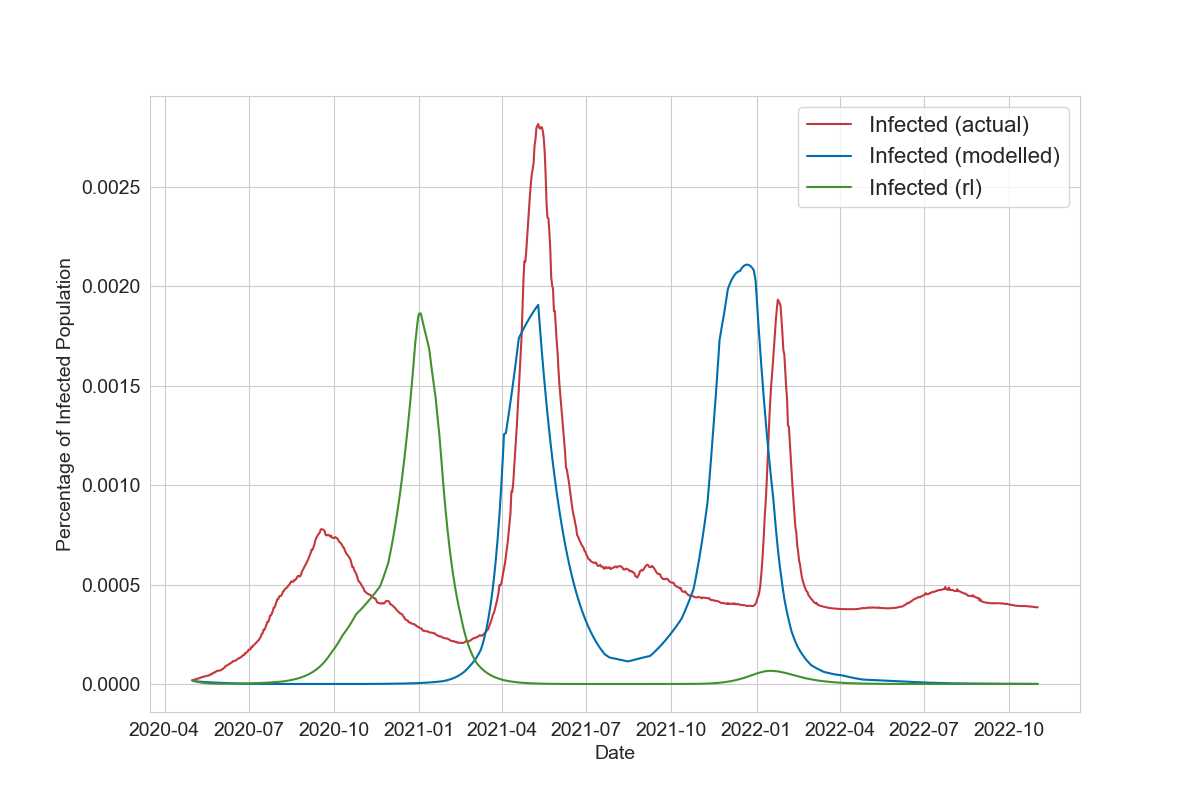 Infected (actual)
Infected (modelled)
Infected (rl)
Percentage of Infected Population
0.0025
0.0020
0.0015
0.0010
0.0005
0.0000
2020-04 2020-07 2020-10 2021-01 2021-04 2021-07 2021-10 2022-01 2022-04 2022-07 2022-10
Date